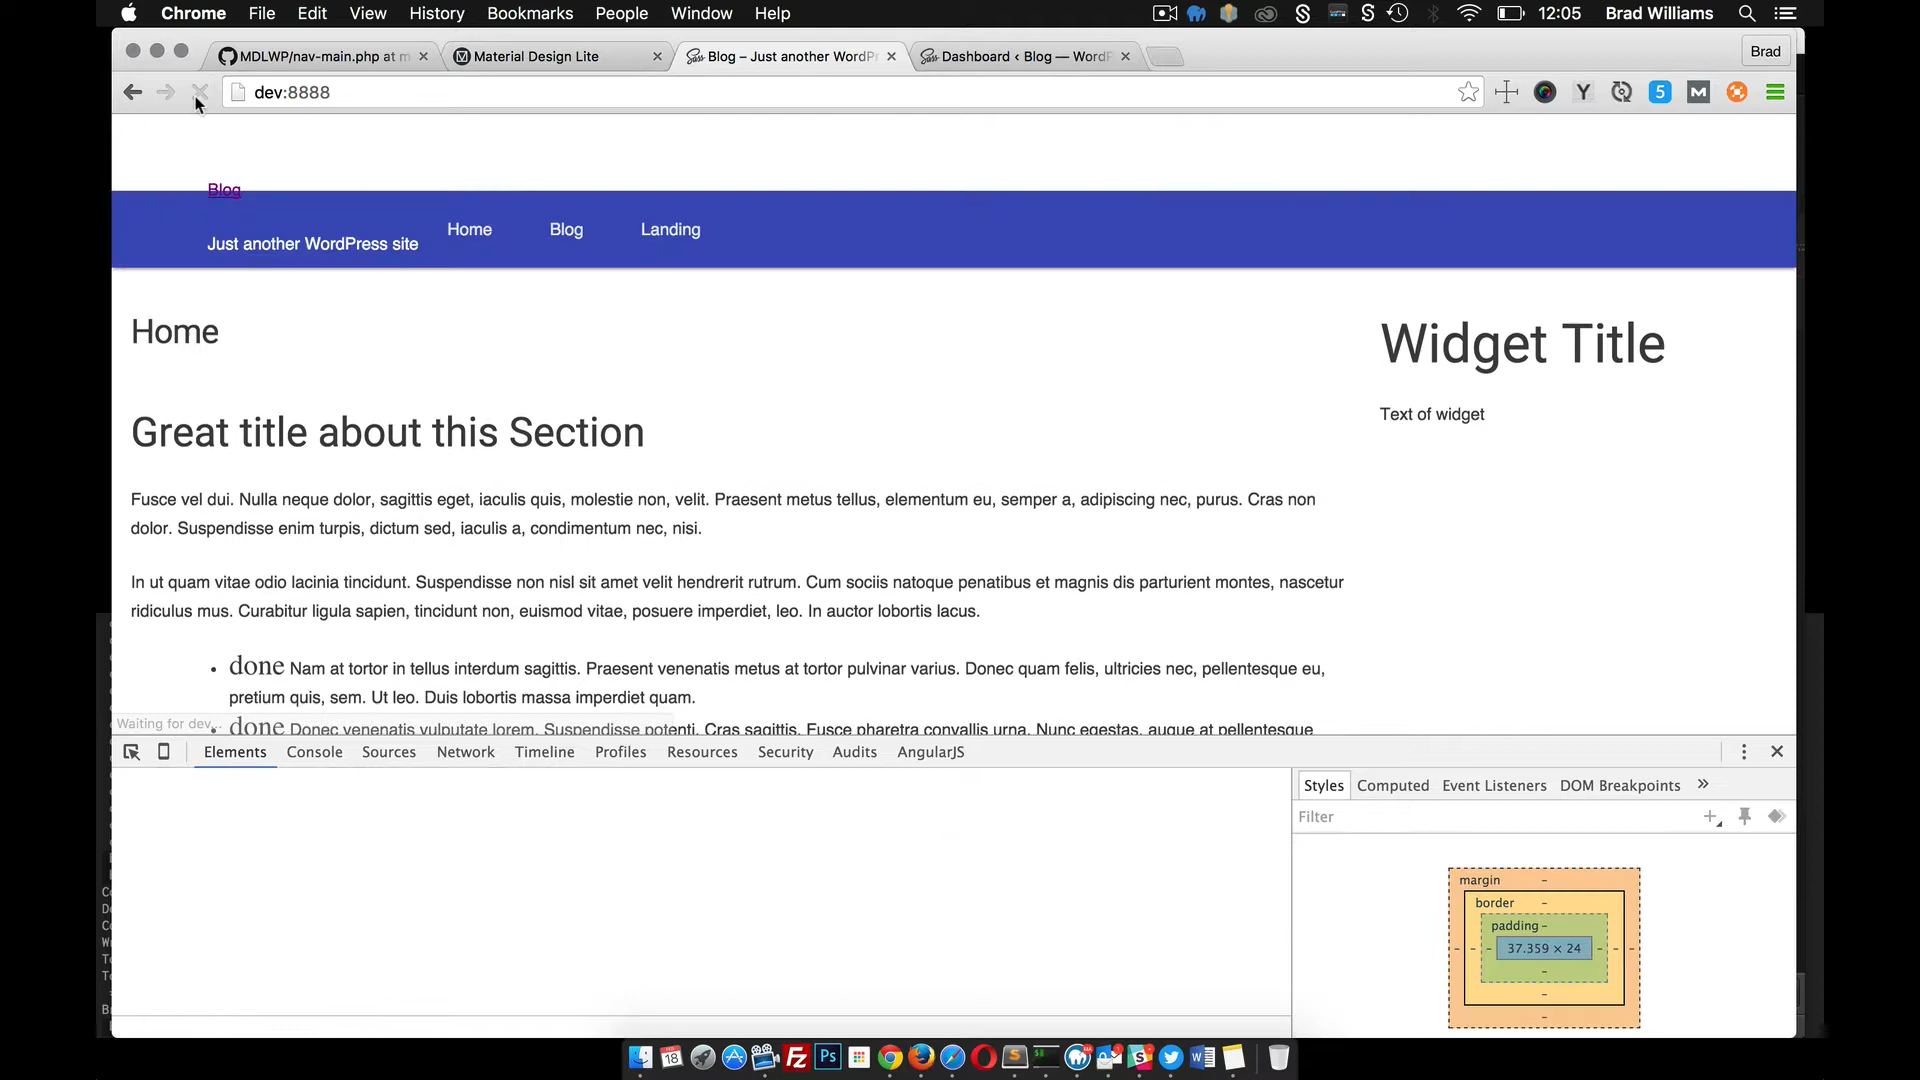 Chrome File Edit View History Bookmarks People Window Help 12:05 Brad Williams
MDLWP/nav-main.php at m Material Design Lite Blog – Just another WordPr Dashboard ‹ Blog — WordP Brad
dev:8888
Blog
Just another WordPress site Home Blog Landing
Home
Widget Title
Text of widget
Great title about this Section
Fusce vel dui. Nulla neque dolor, sagittis eget, iaculis quis, molestie non, velit. Praesent metus tellus, elementum eu, semper a, adipiscing nec, purus. Cras non
dolor. Suspendisse enim turpis, dictum sed, iaculis a, condimentum nec, nisi.
In ut quam vitae odio lacinia tincidunt. Suspendisse non nisl sit amet velit hendrerit rutrum. Cum sociis natoque penatibus et magnis dis parturient montes, nascetur
ridiculus mus. Curabitur ligula sapien, tincidunt non, euismod vitae, posuere imperdiet, leo. In auctor lobortis lacus.
• done Nam at tortor in tellus interdum sagittis. Praesent venenatis metus at tortor pulvinar varius. Donec quam felis, ultricies nec, pellentesque eu,
pretium quis, sem. Ut leo. Duis lobortis massa imperdiet quam.
• done Donec venenatis vulputate lorem. Suspendisse potenti. Cras sagittis. Fusce pharetra convallis urna. Nunc egestas, augue at pellentesque
Waiting for dev...
Elements Console Sources Network Timeline Profiles Resources Security Audits AngularJS
Styles Computed Event Listeners DOM Breakpoints »
Filter
margin –
border –
padding –
37.359 × 24